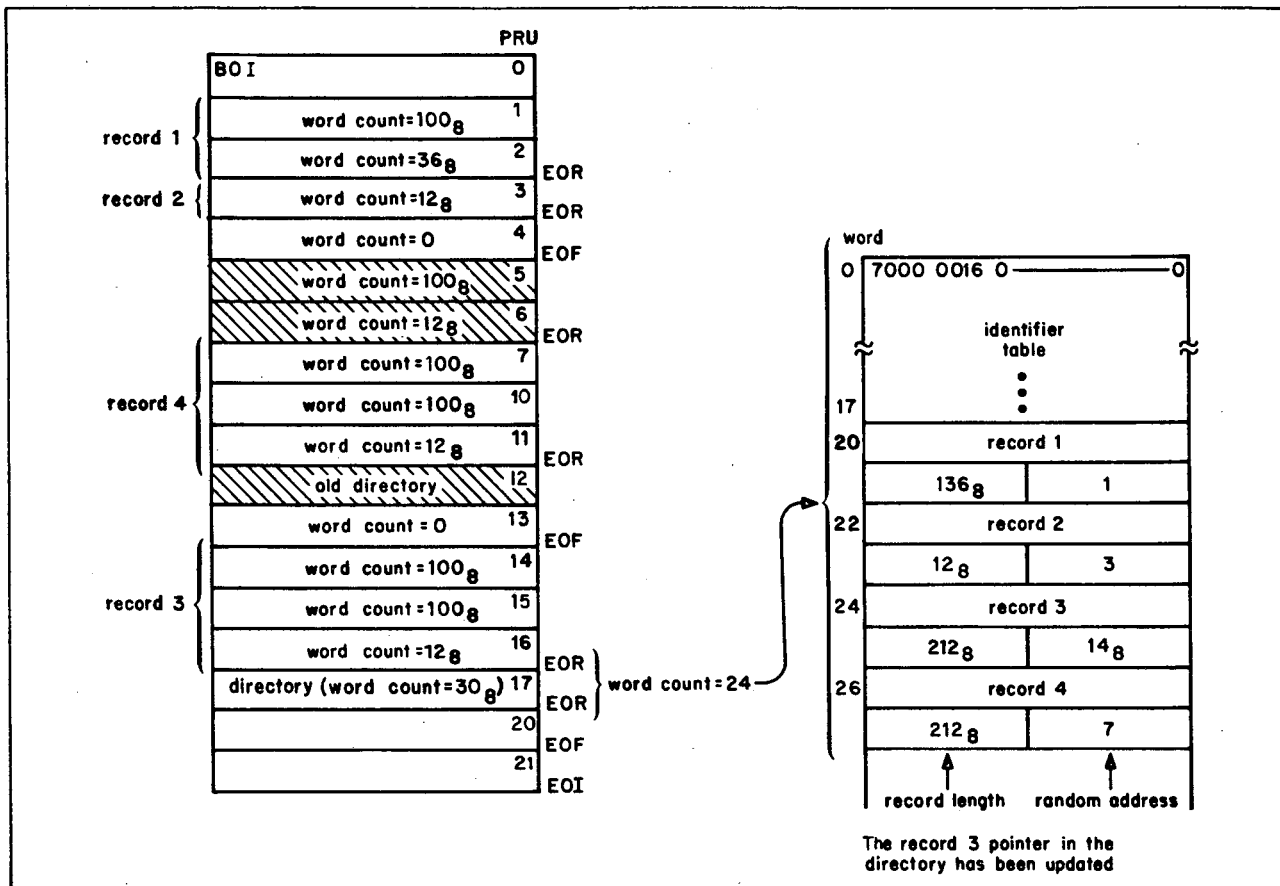 PRU
BOI 0
record 1
word count=100₈ 1
word count=36₈ 2
EOR
record 2
word count=12₈ 3
EOR
word count=0 4
EOF
word count=100₈ 5
word count=12₈ 6
EOR
record 4
word count=100₈ 7
word count=100₈ 10
word count=12₈ 11
EOR
old directory 12
word count=0 13
EOF
record 3
word count=100₈ 14
word count=100₈ 15
word count=12₈ 16
EOR
directory (word count=30₈) 17
EOR
word count=24
20
EOF
21
EOI
word
0 7000 0016 0 0
identifier
table
17
20 record 1
136₈ 1
22 record 2
12₈ 3
24 record 3
212₈ 14₈
26 record 4
212₈ 7
record length random address
The record 3 pointer in the
directory has been updated